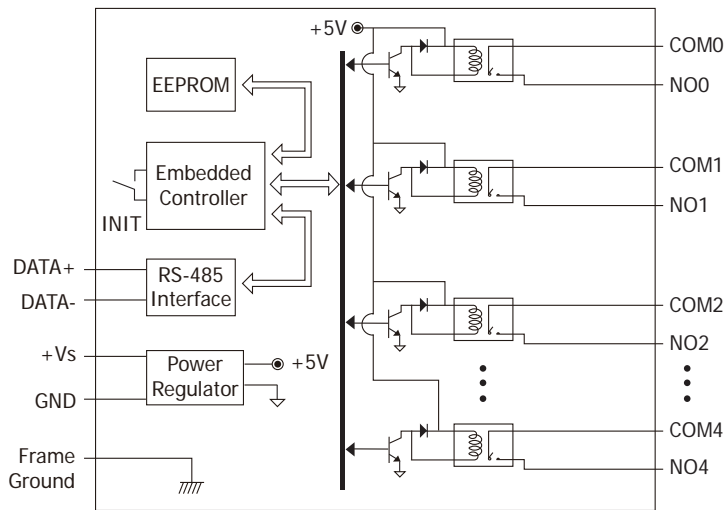 +5V
EEPROM
Embedded
Controller
INIT
DATA+
DATA-
RS-485
Interface
+Vs
GND
Power
Regulator
+5V
Frame
Ground
COM0
NO0
COM1
NO1
COM2
NO2
COM4
NO4